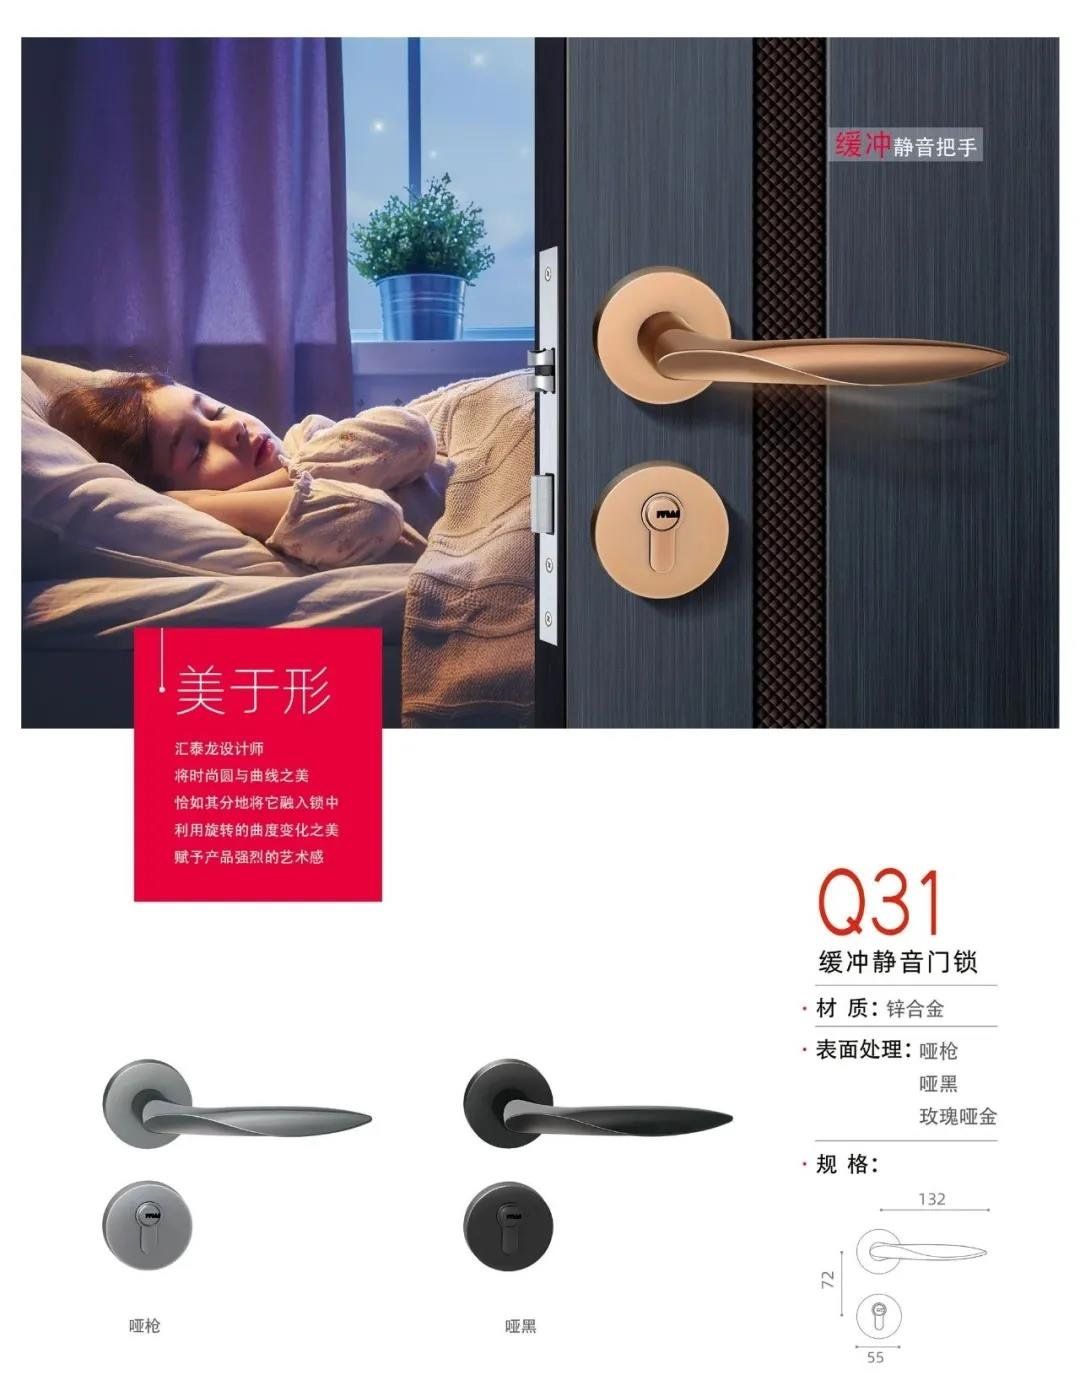 缓冲静音把手
美于形
汇泰龙设计师
将时尚圆与曲线之美
恰如其分地将它融入锁中
利用旋转的曲度变化之美
赋予产品强烈的艺术感
Q31
缓冲静音门锁
· 材 质：锌合金
· 表面处理：哑枪
哑黑
玫瑰哑金
· 规 格：
132
72
55
哑枪
哑黑